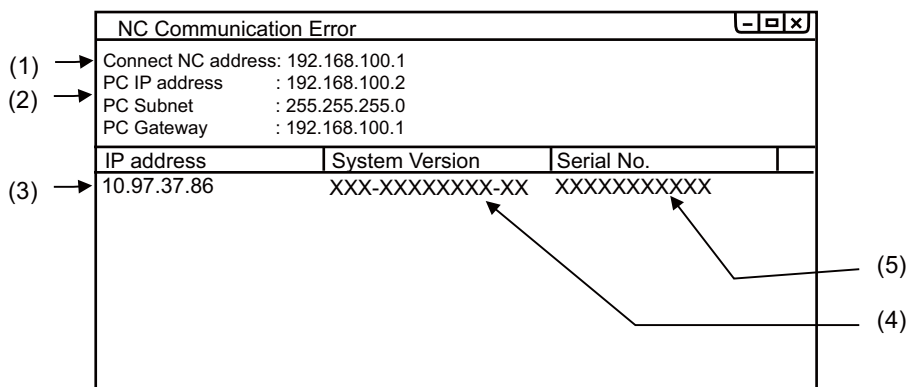 NC Communication Error
(1) Connect NC address: 192.168.100.1
PC IP address : 192.168.100.2
(2)
PC Subnet : 255.255.255.0
PC Gateway : 192.168.100.1
IP address System Version Serial No.
(3) 10.97.37.86 XXX-XXXXXXXX-XX XXXXXXXXXXX
(5)
(4)